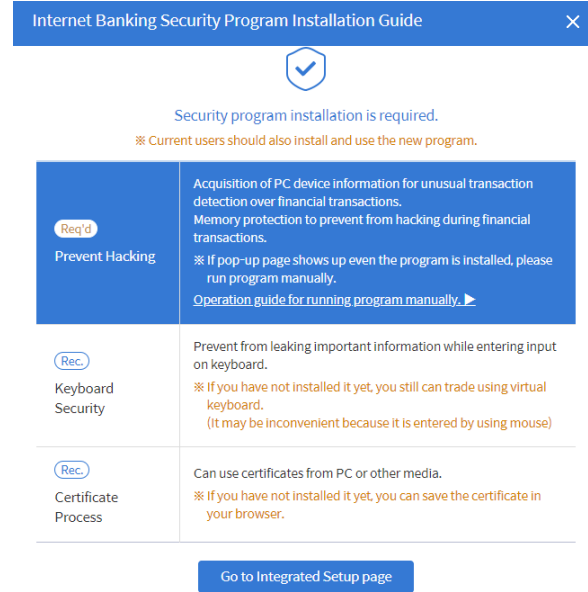 Internet Banking Security Program Installation Guide
Security program installation is required.
※ Current users should also install and use the new program.
Req'd
Prevent Hacking
Acquisition of PC device information for unusual transaction
detection over financial transactions.
Memory protection to prevent from hacking during financial
transactions.
※ If pop-up page shows up even the program is installed, please
run program manually.
Operation guide for running program manually. ▶
Rec.
Keyboard
Security
Prevent from leaking important information while entering input
on keyboard.
※ If you have not installed it yet, you still can trade using virtual
keyboard.
(It may be inconvenient because it is entered by using mouse)
Rec.
Certificate
Process
Can use certificates from PC or other media.
※ If you have not installed it yet, you can save the certificate in
your browser.
Go to Integrated Setup page